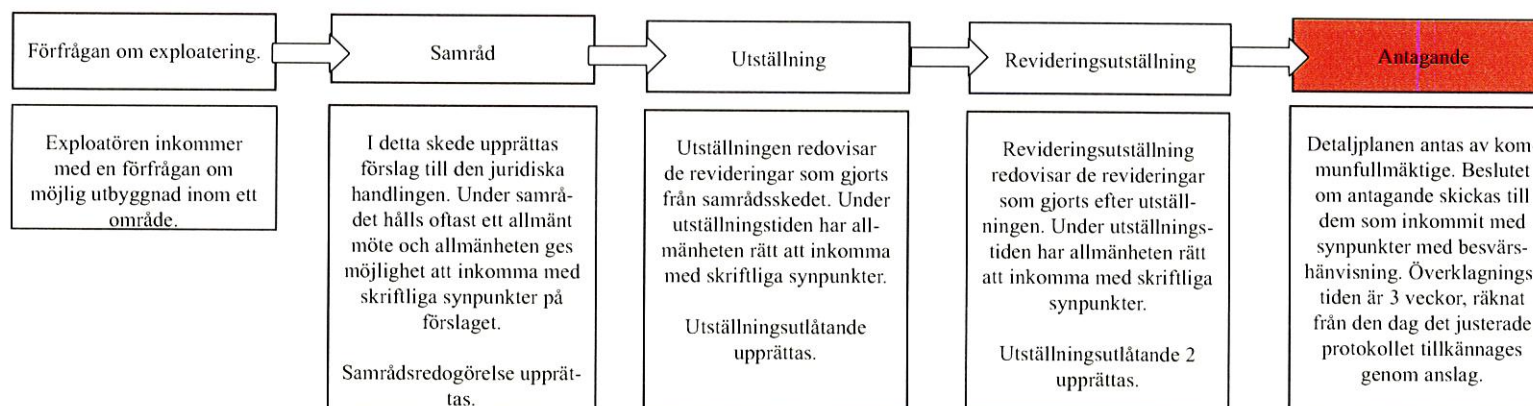 Förfrågan om exploatering.
Samråd
Utställning
Revideringsutställning
Antagande
Exploatören inkommer
med en förfrågan om
möjlig utbyggnad inom ett
område.
I detta skede upprättas
förslag till den juridiska
handlingen. Under samrå-
det hålls oftast ett allmänt
möte och allmänheten ges
möjlighet att inkomma med
skriftliga synpunkter på
förslaget.
Samrådsredogörelse upprät-
tas.
Utställningen redovisar
de revideringar som gjorts
från samrådsskedet. Under
utställningstiden har all-
mänheten rätt att inkomma
med skriftliga synpunkter.
Utställningsutlåtande
upprättas.
Revideringsutställning
redovisar de revideringar
som gjorts efter utställ-
ningen. Under utställnings-
tiden har allmänheten rätt
att inkomma med skriftliga
synpunkter.
Utställningsutlåtande 2
upprättas.
Detaljplanen antas av kom-
munfullmäktige. Beslutet
om antagande skickas till
dem som inkommit med
synpunkter med besvärs-
hänvisning. Överklagnings-
tiden är 3 veckor, räknat
från den dag det justerade
protokollet tillkännages
genom anslag.